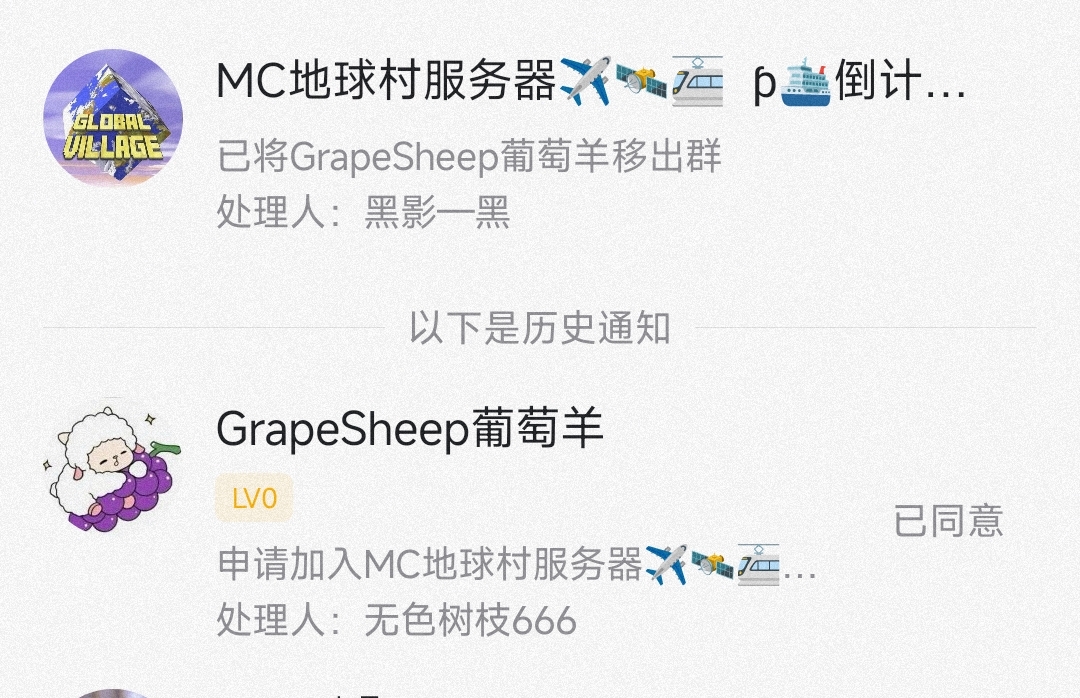 GLOBAL
VILLAGE
MC地球村服务器✈️🛰️🚈 ƥ🛳️倒计…
已将GrapeSheep葡萄羊移出群
处理人：黑影一黑
以下是历史通知
GrapeSheep葡萄羊
LV0
已同意
申请加入MC地球村服务器✈️🛰️🚈…
处理人：无色树枝666